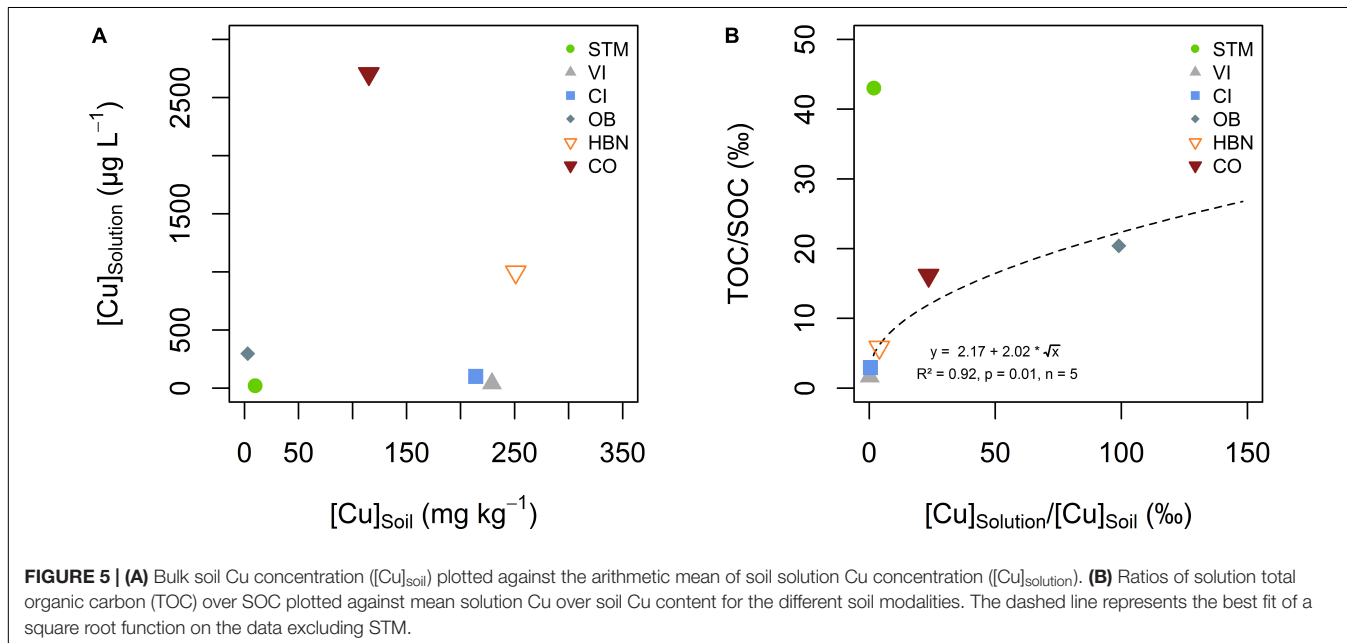 A
[Cu]Solution (µg L−1)
2500
1500
500
0
STM
VI
CI
OB
HBN
CO
0 50 150 250 350
[Cu]Soil (mg kg−1)
B
TOC/SOC (‰)
50
40
30
20
10
0
STM
VI
CI
OB
HBN
CO
y = 2.17 + 2.02 * √x
R² = 0.92, p = 0.01, n = 5
0 50 100 150
[Cu]Solution/[Cu]Soil (‰)
FIGURE 5 | (A) Bulk soil Cu concentration ([Cu]soil) plotted against the arithmetic mean of soil solution Cu concentration ([Cu]solution). (B) Ratios of solution total
organic carbon (TOC) over SOC plotted against mean solution Cu over soil Cu content for the different soil modalities. The dashed line represents the best fit of a
square root function on the data excluding STM.